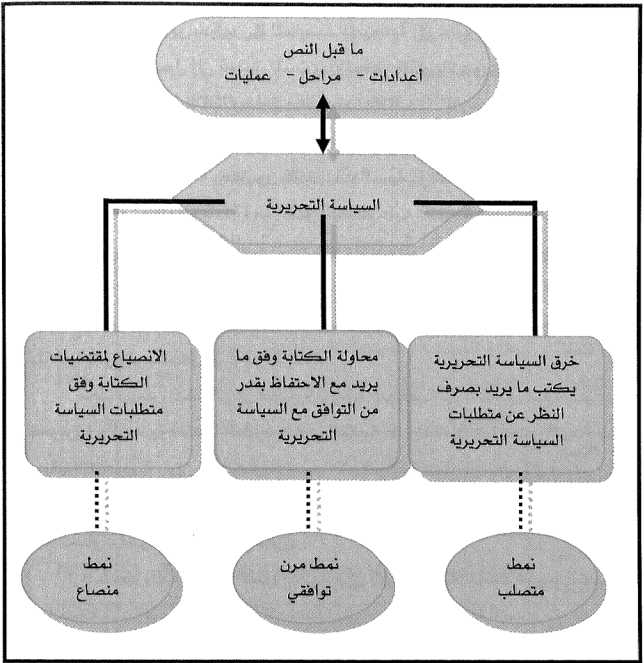 ما قبل النص
أعدادات - مراحل - عمليات
السياسة التحريرية
خرق السياسة التحريرية
يكتب ما يريد بصرف
النظر عن متطلبات
السياسة التحريرية
محاولة الكتابة وفق ما
يريد مع الاحتفاظ بقدر
من التوافق مع السياسة
التحريرية
الانصياع لمقتضيات
الكتابة وفق
متطلبات السياسة
التحريرية
نمط
متصلب
نمط مرن
توافقي
نمط
منصاع